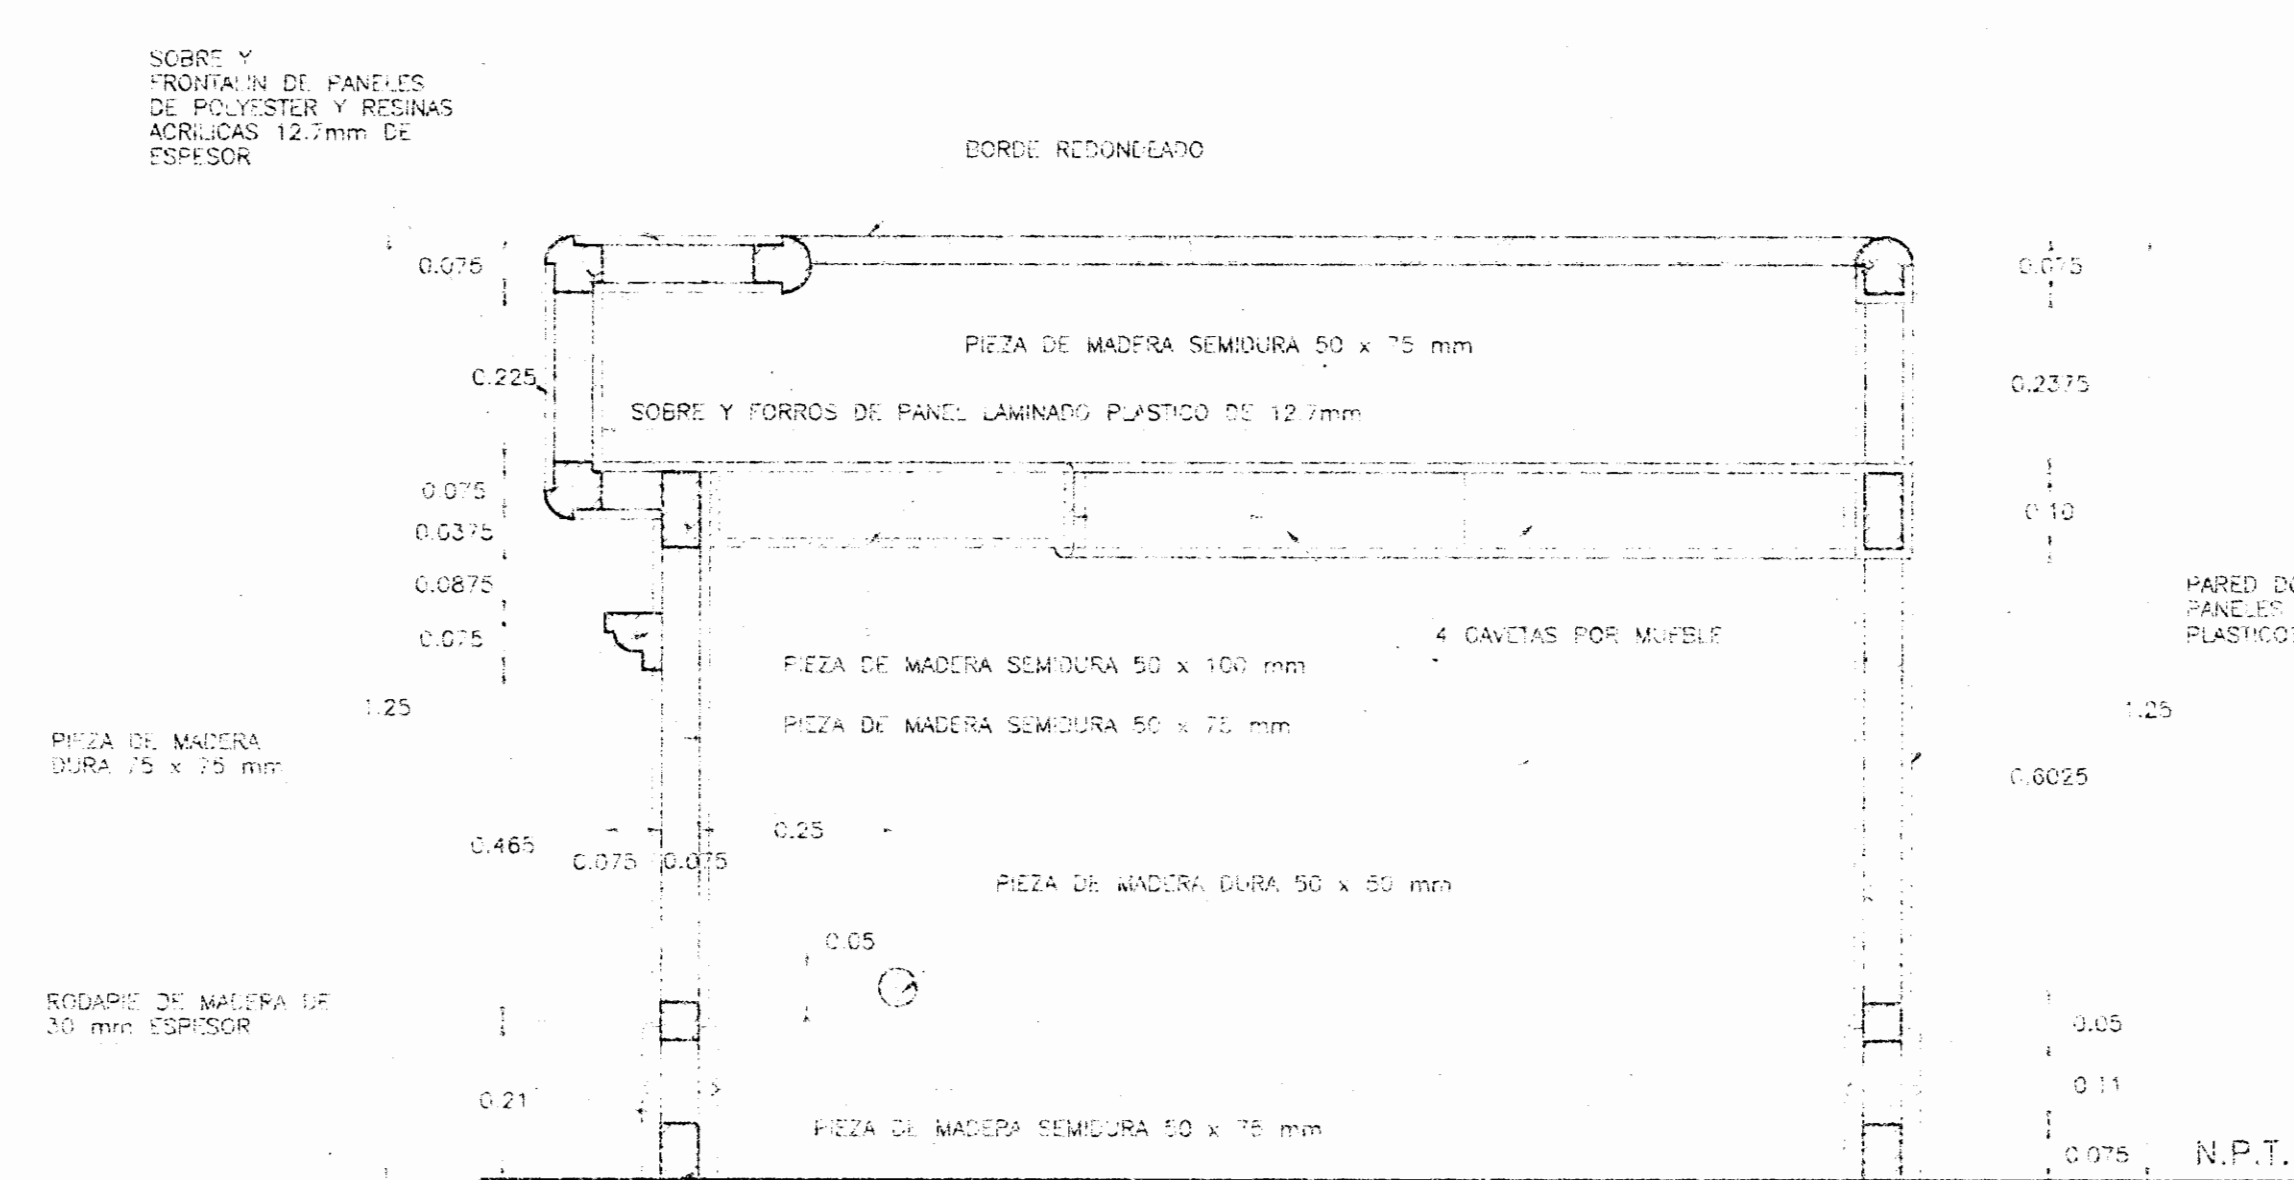 SOBRE Y
FRONTALIN DE PANELES
DE POLYESTER Y RESINAS
ACRILICAS 12.7mm DE
ESPESOR
BORDE REDONDEADO
0.075
0.075
PIEZA DE MADERA SEMIDURA 50 x 75 mm
0.225
0.2375
SOBRE Y FORROS DE PANEL LAMINADO PLASTICO DE 12.7mm
0.075
0.10
0.0375
0.0875
PARED
PANELES
0.075
4 GAVETAS POR MUEBLE
PIEZA DE MADERA SEMIDURA 50 x 100 mm
1.25
1.25
PIEZA DE MADERA SEMIDURA 50 x 75 mm
PIEZA DE MADERA
DURA 75 x 75 mm
0.6025
0.25
0.465
0.075
0.075
PIEZA DE MADERA DURA 50 x 50 mm
0.05
RODAPIE DE MADERA DE
30 mm ESPESOR
0.05
0.11
0.21
PIEZA DE MADERA SEMIDURA 50 x 75 mm
0.075
N.P.T.